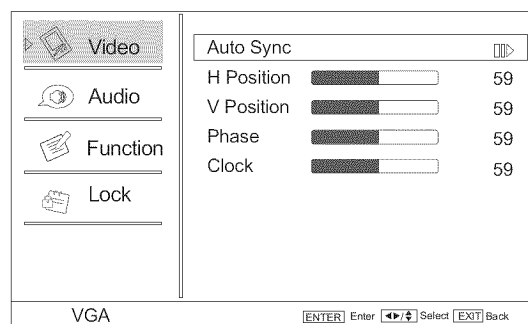 Video
Audio
Function
Lock
Auto Sync
H Position 59
V Position 59
Phase 59
Clock 59
VGA
ENTER Enter ◀▶/▲▼ Select EXIT Back